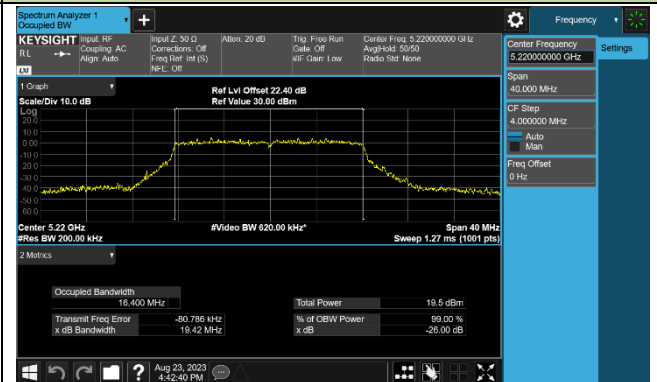 Spectrum Analyzer 1
Occupied BW
Frequency
KEYSIGHT
RL
LXI
Input: RF
Coupling: AC
Align: Auto
Input Z: 50 Ω
Corrections: Off
Freq Ref: Int (S)
NFE: Off
Atten: 20 dB
Trig: Free Run
Gate: Off
#IF Gain: Low
Center Freq: 5.220000000 GHz
Avg|Hold: 50/50
Radio Std: None
Center Frequency
5.220000000 GHz
Settings
Span
40.000 MHz
CF Step
4.000000 MHz
Auto
Man
Freq Offset
0 Hz
1 Graph
Scale/Div 10.0 dB
Ref Lvl Offset 22.40 dB
Ref Value 30.00 dBm
Log
20.0
10.0
0.00
-10.0
-20.0
-30.0
-40.0
-50.0
-60.0
Center 5.22 GHz
#Video BW 620.00 kHz*
Span 40 MHz
#Res BW 200.00 kHz
Sweep 1.27 ms (1001 pts)
2 Metrics
Occupied Bandwidth
16.400 MHz
Total Power 19.5 dBm
Transmit Freq Error -80.786 kHz
% of OBW Power 99.00 %
x dB Bandwidth 19.42 MHz
x dB -26.00 dB
Aug 23, 2023
4:42:40 PM